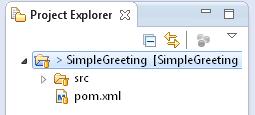 Project Explorer
> SimpleGreeting [SimpleGreeting
src
pom.xml